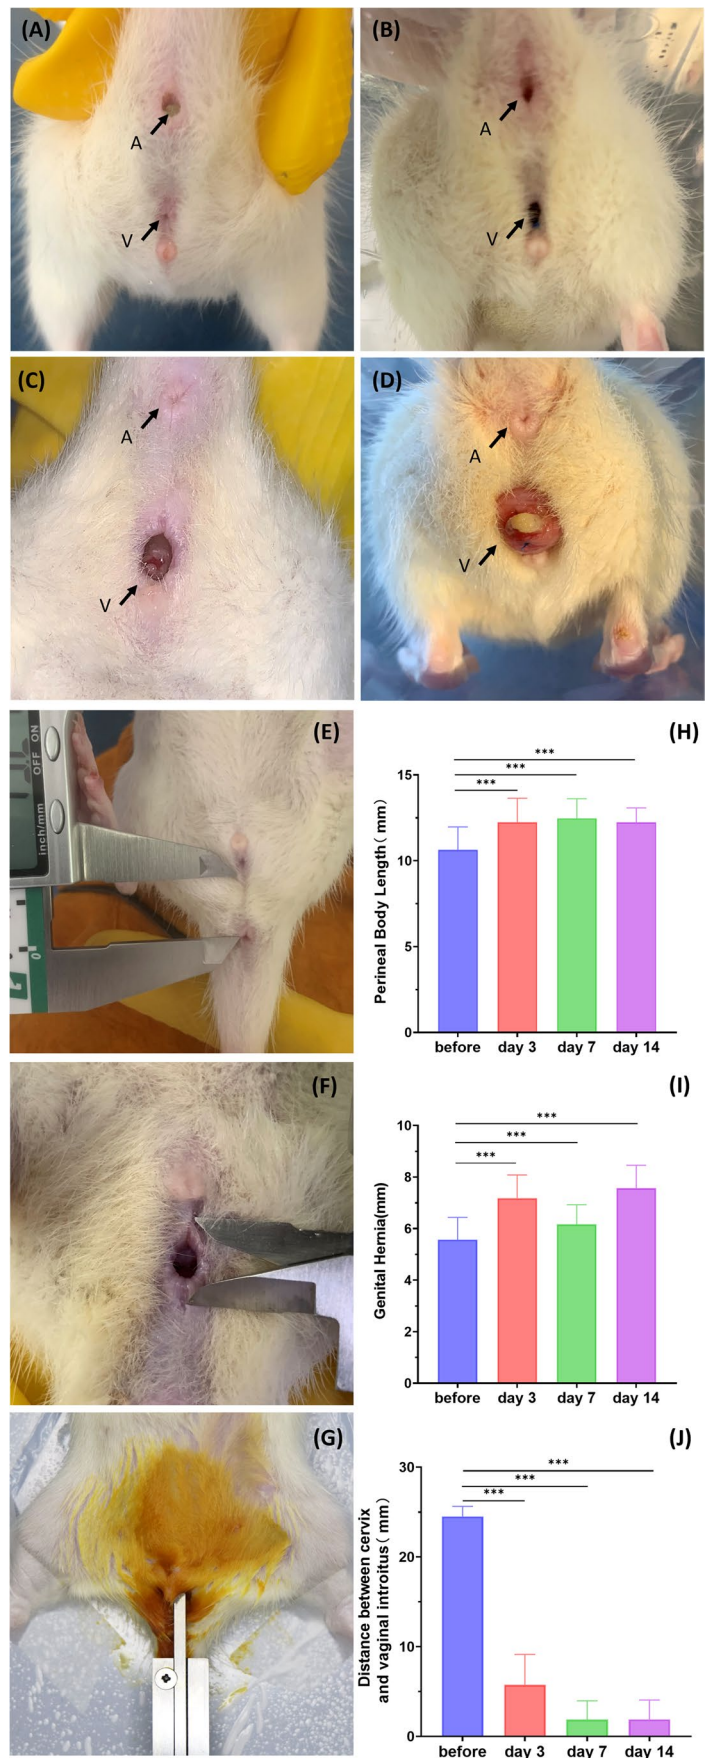 (A)
A
V
(B)
A
V
(C)
A
V
(D)
A
V
(E)
OFF ON
inch/mm
0
(H)
***
***
***
Perineal Body Length（mm）
15
10
5
0
before day 3 day 7 day 14
(F)
(I)
***
***
***
Genital Hernia(mm)
10
8
6
4
2
0
before day 3 day 7 day 14
(G)
(J)
***
***
***
Distance between cervix
and vaginal introitus（mm）
30
20
10
0
before day 3 day 7 day 14